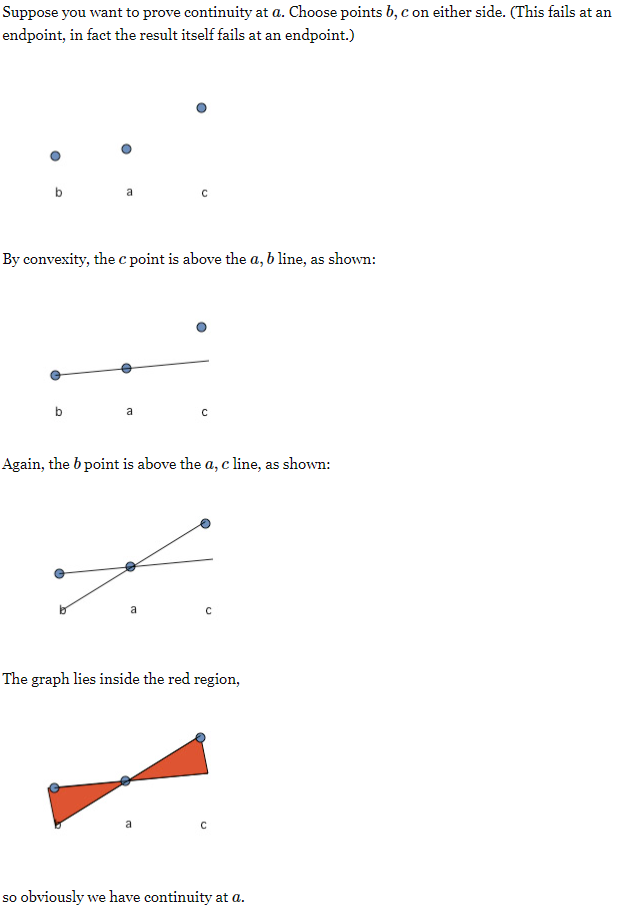 Suppose you want to prove continuity at a. Choose points b, c on either side. (This fails at an
endpoint, in fact the result itself fails at an endpoint.)
b a c
By convexity, the c point is above the a, b line, as shown:
b a c
Again, the b point is above the a, c line, as shown:
b a c
The graph lies inside the red region,
b a c
so obviously we have continuity at a.